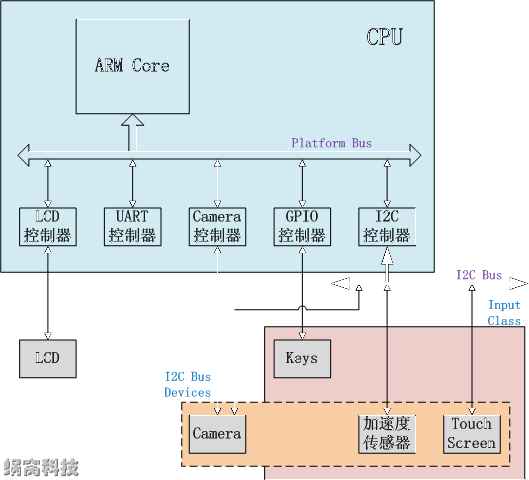 CPU
ARM Core
Platform Bus
LCD
控制器
UART
控制器
Camera
控制器
GPIO
控制器
I2C
控制器
I2C Bus
Input
Class
LCD
Keys
I2C Bus
Devices
Camera
加速度
传感器
Touch
Screen
蜗窝科技